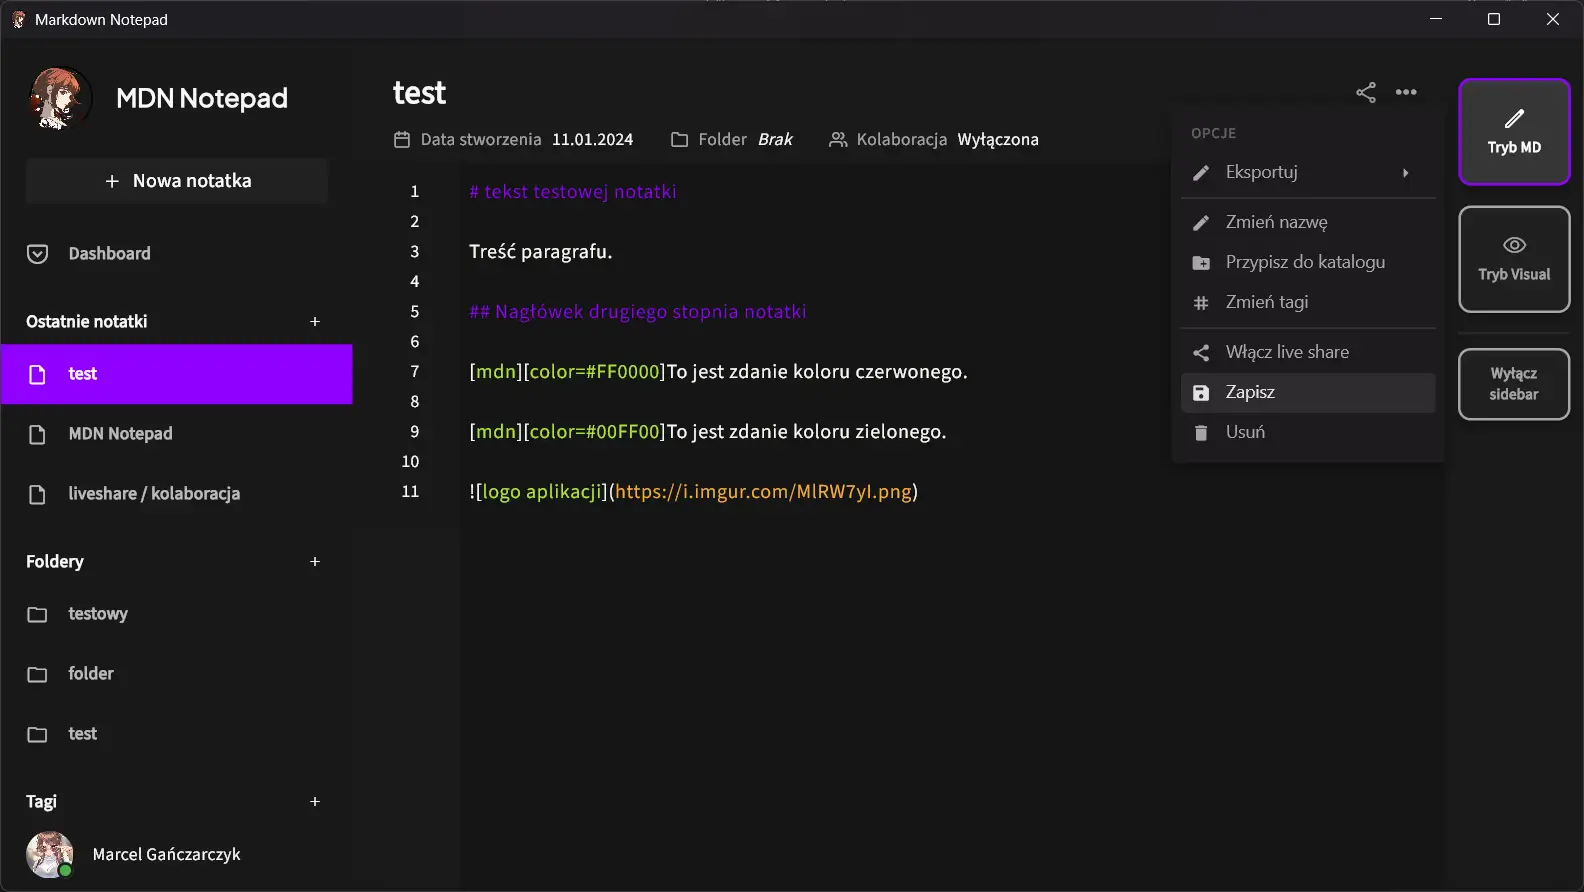 Markdown Notepad
MDN Notepad
+ Nowa notatka
Dashboard
Ostatnie notatki +
test
MDN Notepad
liveshare / kolaboracja
Foldery +
testowy
folder
test
Tagi +
Marcel Gańczarczyk
test
Data stworzenia 11.01.2024 Folder Brak Kolaboracja Wyłączona
1 # tekst testowej notatki
2
3 Treść paragrafu.
4
5 ## Nagłówek drugiego stopnia notatki
6
7 [mdn][color=#FF0000]To jest zdanie koloru czerwonego.
8
9 [mdn][color=#00FF00]To jest zdanie koloru zielonego.
10
11 ![logo aplikacji](https://i.imgur.com/MlRW7yI.png)
OPCJE
Eksportuj
Zmień nazwę
Przypisz do katalogu
Zmień tagi
Włącz live share
Zapisz
Usuń
Tryb MD
Tryb Visual
Wyłącz
sidebar